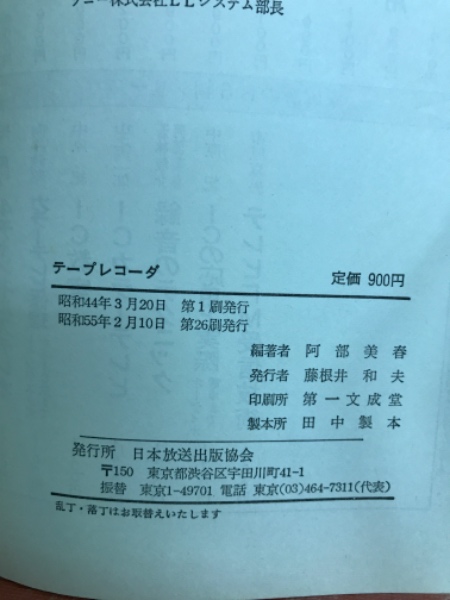 ソニー株式会社LLシステム部長
テープレコーダ
定価 900円
昭和44年3月20日 第1刷発行
昭和55年2月10日 第26刷発行
編著者 阿部美春
発行者 藤根井和夫
印刷所 第一文成堂
製本所 田中製本
発行所 日本放送出版協会
〒150 東京都渋谷区宇田川町41-1
振替 東京1-49701 電話 東京(03)464-7311(代表)
乱丁・落丁はお取替えいたします